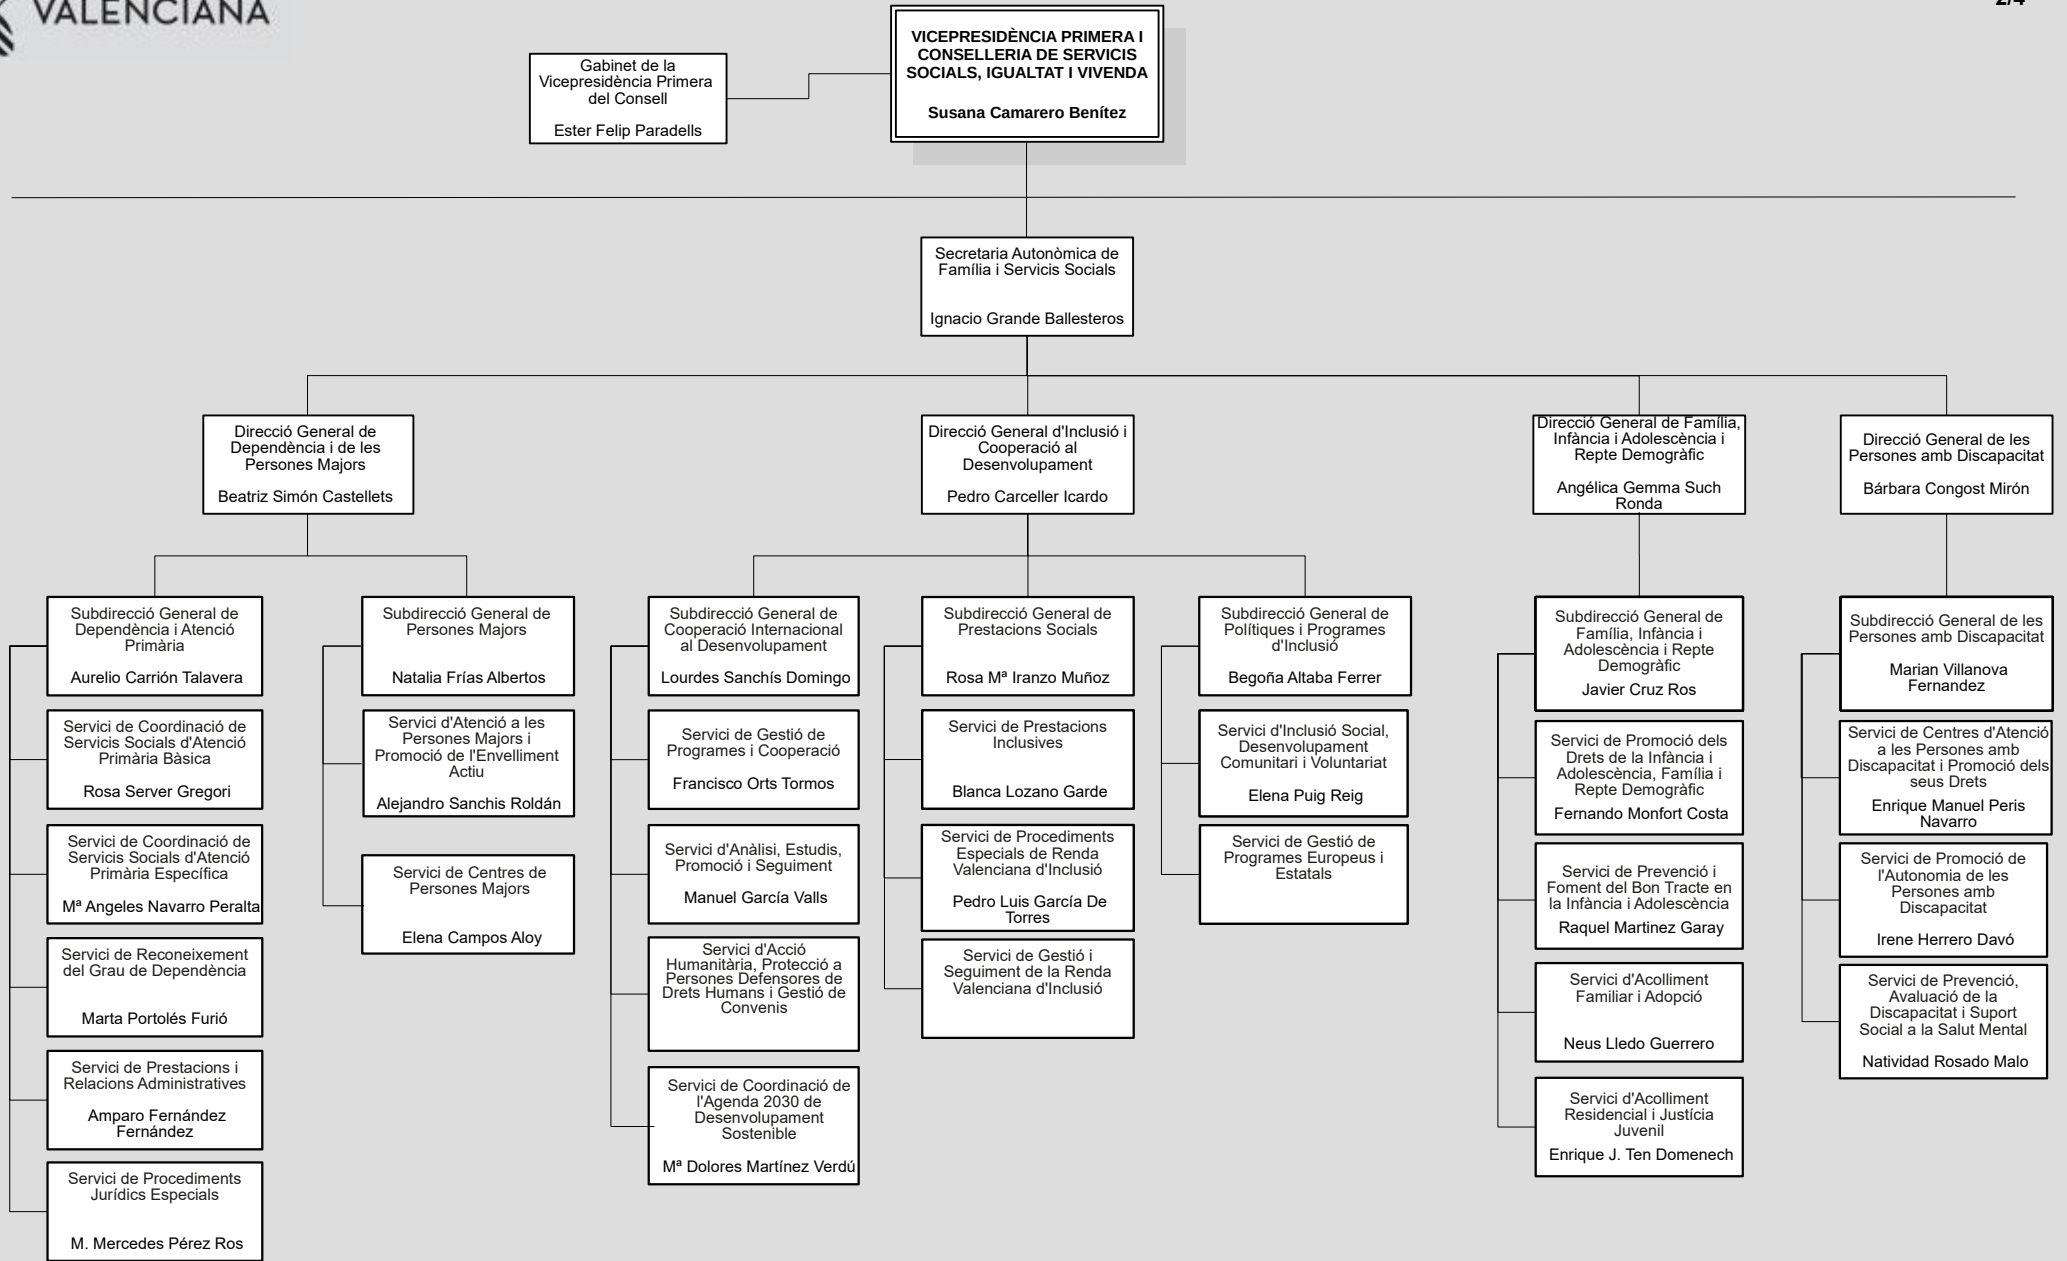 VALENCIANA
2/4
VICEPRESIDÈNCIA PRIMERA I
CONSELLERIA DE SERVICIS
SOCIALS, IGUALTAT I VIVENDA
Susana Camarero Benítez
Gabinet de la
Vicepresidència Primera
del Consell
Ester Felip Paradells
Secretaria Autonòmica de
Família i Servicis Socials
Ignacio Grande Ballesteros
Direcció General de
Dependència i de les
Persones Majors
Beatriz Simón Castellets
Direcció General d'Inclusió i
Cooperació al
Desenvolupament
Pedro Carceller Icardo
Direcció General de Família,
Infància i Adolescència i
Repte Demogràfic
Angélica Gemma Such
Ronda
Direcció General de les
Persones amb Discapacitat
Bárbara Congost Mirón
Subdirecció General de
Dependència i Atenció
Primària
Aurelio Carrión Talavera
Servici de Coordinació de
Servicis Socials d'Atenció
Primària Bàsica
Rosa Server Gregori
Servici de Coordinació de
Servicis Socials d'Atenció
Primària Específica
Mª Angeles Navarro Peralta
Servici de Reconeixement
del Grau de Dependència
Marta Portolés Furió
Servici de Prestacions i
Relacions Administratives
Amparo Fernández
Fernández
Servici de Procediments
Jurídics Especials
M. Mercedes Pérez Ros
Subdirecció General de
Persones Majors
Natalia Frías Albertos
Servici d'Atenció a les
Persones Majors i
Promoció de l'Envelliment
Actiu
Alejandro Sanchis Roldán
Servici de Centres de
Persones Majors
Elena Campos Aloy
Subdirecció General de
Cooperació Internacional
al Desenvolupament
Lourdes Sanchís Domingo
Servici de Gestió de
Programes i Cooperació
Francisco Orts Tormos
Servici d'Anàlisi, Estudis,
Promoció i Seguiment
Manuel García Valls
Servici d'Acció
Humanitària, Protecció a
Persones Defensores de
Drets Humans i Gestió de
Convenis
Servici de Coordinació de
l'Agenda 2030 de
Desenvolupament
Sostenible
Mª Dolores Martínez Verdú
Subdirecció General de
Prestacions Socials
Rosa Mª Iranzo Muñoz
Servici de Prestacions
Inclusives
Blanca Lozano Garde
Servici de Procediments
Especials de Renda
Valenciana d'Inclusió
Pedro Luis García De
Torres
Servici de Gestió i
Seguiment de la Renda
Valenciana d'Inclusió
Subdirecció General de
Polítiques i Programes
d'Inclusió
Begoña Altaba Ferrer
Servici d'Inclusió Social,
Desenvolupament
Comunitari i Voluntariat
Elena Puig Reig
Servici de Gestió de
Programes Europeus i
Estatals
Subdirecció General de
Família, Infància i
Adolescència i Repte
Demogràfic
Javier Cruz Ros
Servici de Promoció dels
Drets de la Infància i
Adolescència, Família i
Repte Demogràfic
Fernando Monfort Costa
Servici de Prevenció i
Foment del Bon Tracte en
la Infància i Adolescència
Raquel Martinez Garay
Servici d'Acolliment
Familiar i Adopció
Neus Lledo Guerrero
Servici d'Acolliment
Residencial i Justícia
Juvenil
Enrique J. Ten Domenech
Subdirecció General de les
Persones amb Discapacitat
Marian Villanova
Fernandez
Servici de Centres d'Atenció
a les Persones amb
Discapacitat i Promoció dels
seus Drets
Enrique Manuel Peris
Navarro
Servici de Promoció de
l'Autonomia de les
Persones amb
Discapacitat
Irene Herrero Davó
Servici de Prevenció,
Avaluació de la
Discapacitat i Suport
Social a la Salut Mental
Natividad Rosado Malo